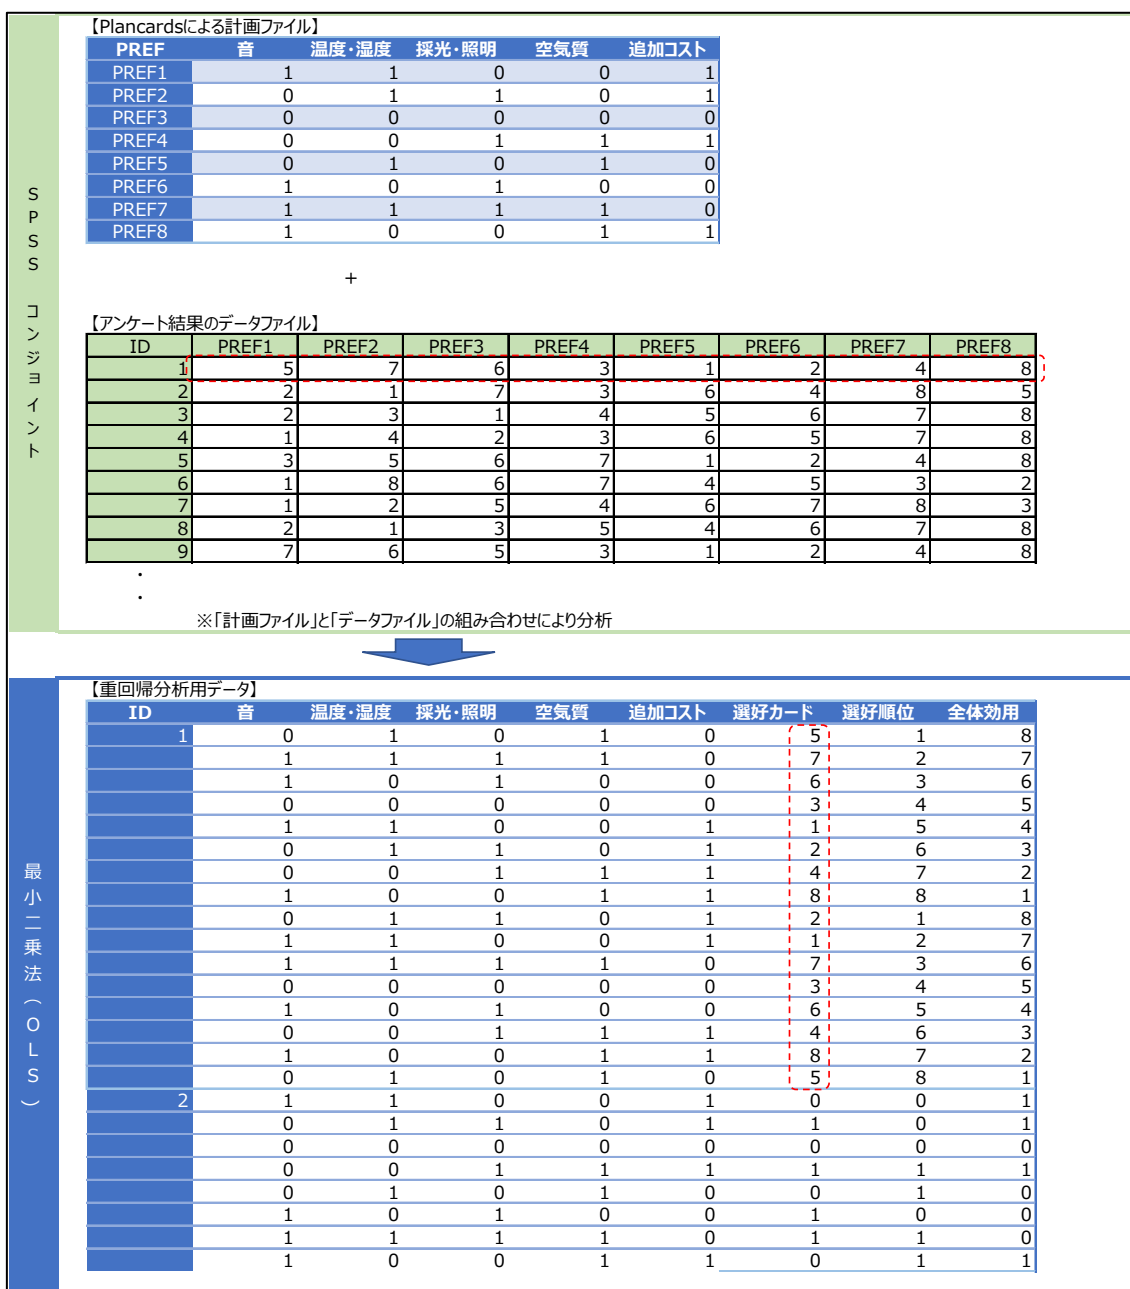 SPSS コンジョイント
【Plancardsによる計画ファイル】
PREF 音 温度・湿度 採光・照明 空気質 追加コスト
PREF1 1 1 0 0 1
PREF2 0 1 1 0 1
PREF3 0 0 0 0 0
PREF4 0 0 1 1 1
PREF5 0 1 0 1 0
PREF6 1 0 1 0 0
PREF7 1 1 1 1 0
PREF8 1 0 0 1 1
+
【アンケート結果のデータファイル】
ID PREF1 PREF2 PREF3 PREF4 PREF5 PREF6 PREF7 PREF8
1 5 7 6 3 1 2 4 8
2 2 1 7 3 6 4 8 5
3 2 3 1 4 5 6 7 8
4 1 4 2 3 6 5 7 8
5 3 5 6 7 1 2 4 8
6 1 8 6 7 4 5 3 2
7 1 2 5 4 6 7 8 3
8 2 1 3 5 4 6 7 8
9 7 6 5 3 1 2 4 8
・
・
※「計画ファイル」と「データファイル」の組み合わせにより分析
最小二乗法（OLS）
【重回帰分析用データ】
ID 音 温度・湿度 採光・照明 空気質 追加コスト 選好カード 選好順位 全体効用
1 0 1 0 1 0 5 1 8
1 1 1 1 0 7 2 7
1 0 1 0 0 6 3 6
0 0 0 0 0 3 4 5
1 1 0 0 1 1 5 4
0 1 1 0 1 2 6 3
0 0 1 1 1 4 7 2
1 0 0 1 1 8 8 1
0 1 1 0 1 2 1 8
1 1 0 0 1 1 2 7
1 1 1 1 0 7 3 6
0 0 0 0 0 3 4 5
1 0 1 0 0 6 5 4
0 0 1 1 1 4 6 3
1 0 0 1 1 8 7 2
0 1 0 1 0 5 8 1
2 1 1 0 0 1 0 0 1
0 1 1 0 1 1 0 1
0 0 0 0 0 0 0 0
0 0 1 1 1 1 1 1
0 1 0 1 0 0 1 0
1 0 1 0 0 1 0 0
1 1 1 1 0 1 1 0
1 0 0 1 1 0 1 1